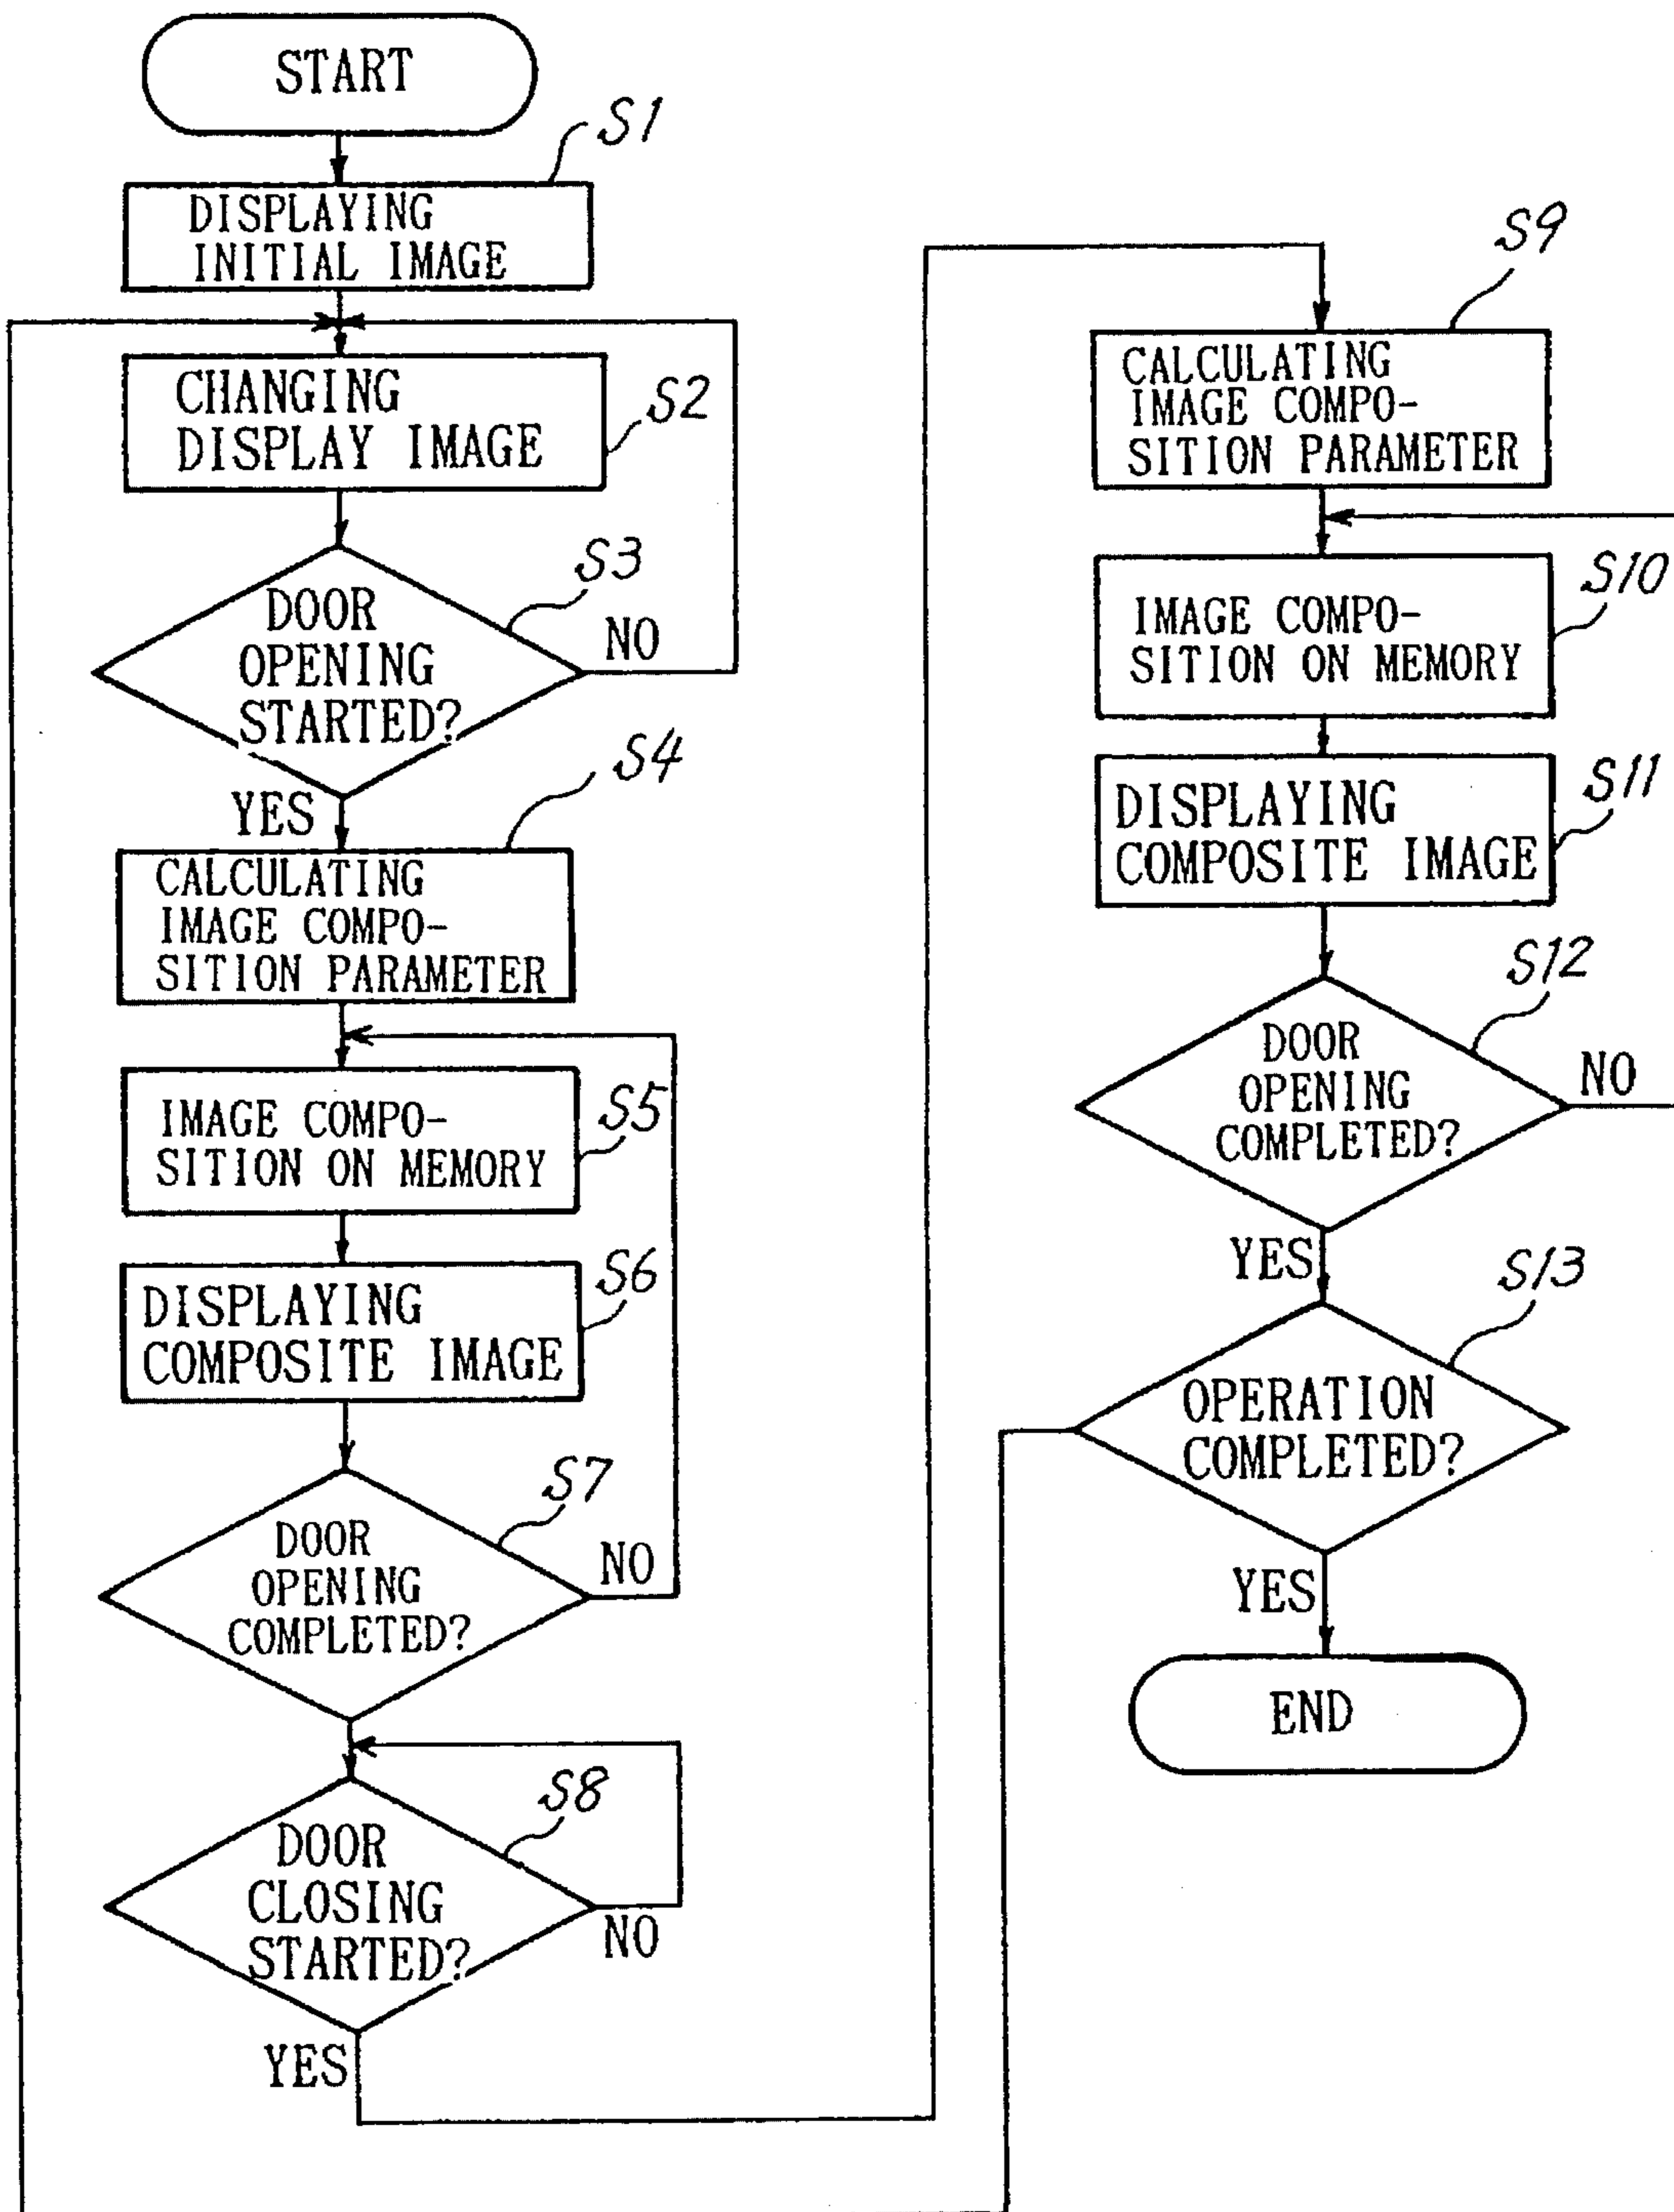 START
S1
DISPLAYING
INITIAL IMAGE
CHANGING
DISPLAY IMAGE
S2
S3
DOOR
OPENING
STARTED?
NO
YES
S4
CALCULATING
IMAGE COMPO-
SITION PARAMETER
IMAGE COMPO-
SITION ON MEMORY
S5
DISPLAYING
COMPOSITE IMAGE
S6
S7
DOOR
OPENING
COMPLETED?
NO
S8
DOOR
CLOSING
STARTED?
NO
YES
S9
CALCULATING
IMAGE COMPO-
SITION PARAMETER
S10
IMAGE COMPO-
SITION ON MEMORY
S11
DISPLAYING
COMPOSITE IMAGE
S12
DOOR
OPENING
COMPLETED?
NO
YES
S13
OPERATION
COMPLETED?
YES
END